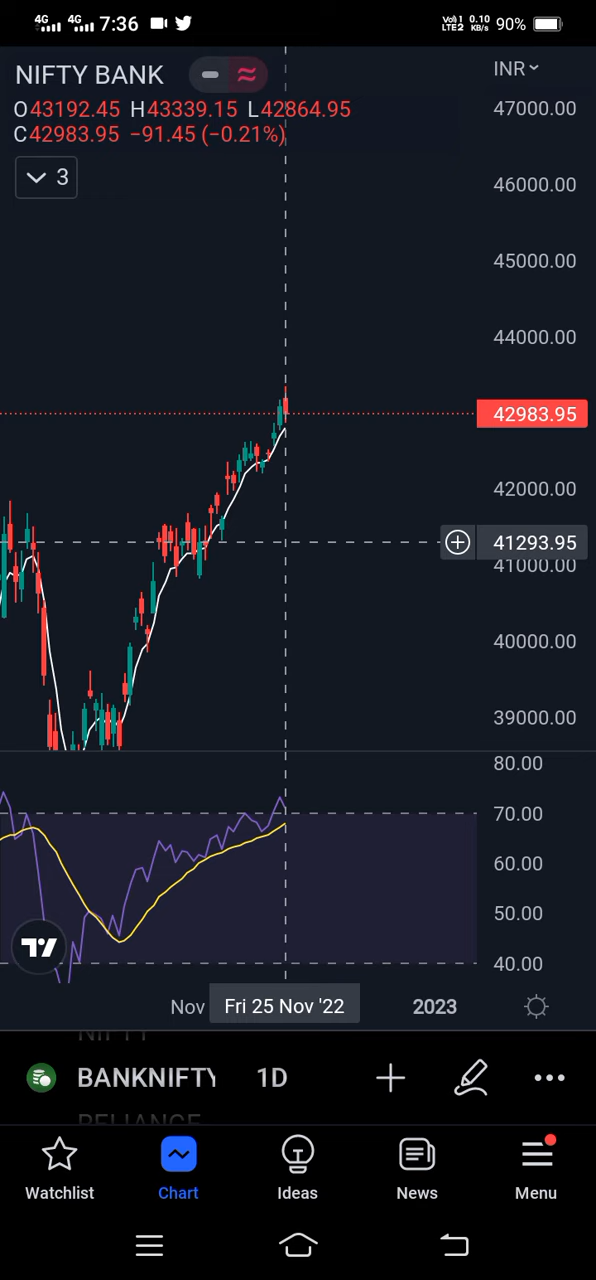 4G 4G 7:36 Vo)) 1 LTE2 0.10 KB/s 90%
NIFTY BANK
INR
O43192.45 H43339.15 L42864.95
C42983.95 −91.45 (−0.21%)
3
47000.00
46000.00
45000.00
44000.00
42983.95
42000.00
41293.95
41000.00
40000.00
39000.00
80.00
70.00
60.00
50.00
40.00
Nov Fri 25 Nov '22 2023
NIFTY
BANKNIFTY 1D
RELIANCE
Watchlist Chart Ideas News Menu